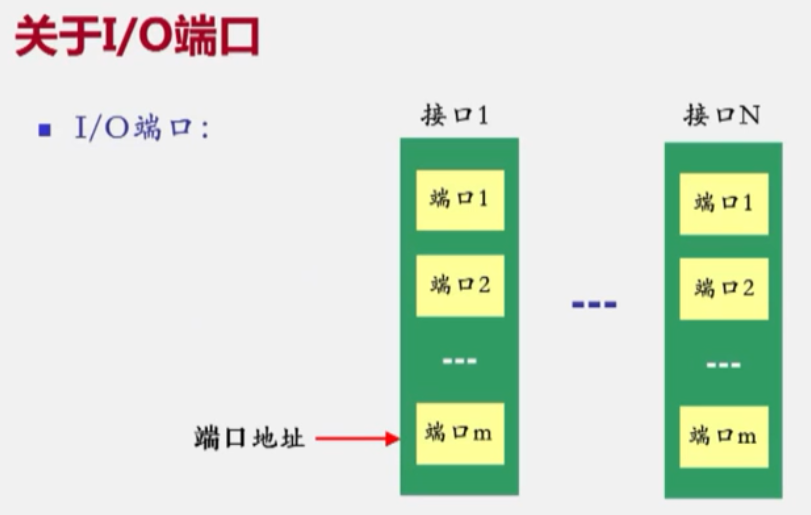 关于I/O端口
I/O端口：
接口1
端口1
端口2
---
端口m
端口地址
---
接口N
端口1
端口2
---
端口m